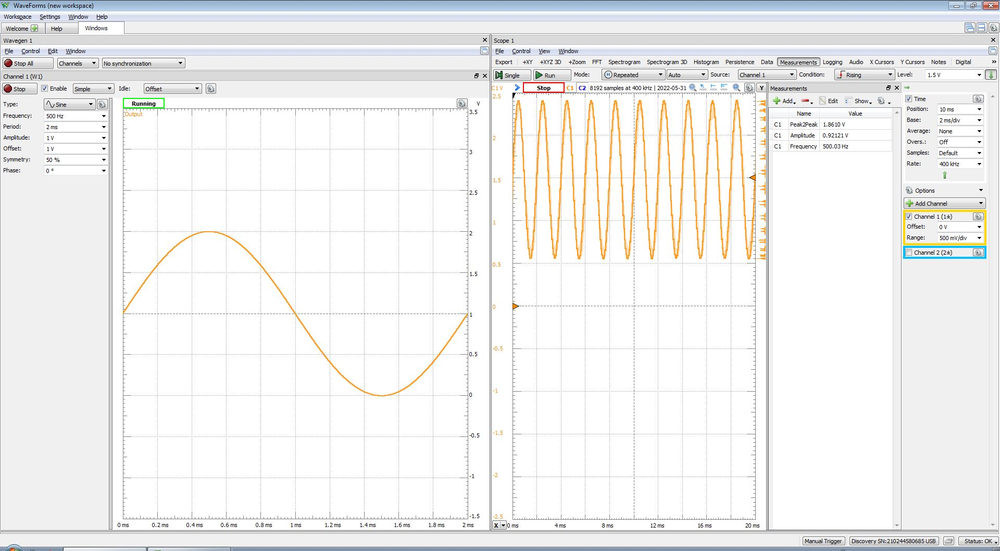 WaveForms (new workspace)
Workspace Settings Window Help
Welcome Help Windows
Wavegen 1
File Control Edit Window
Stop All Channels No synchronization
Channel 1 (W1)
Stop Enable Simple Idle: Offset
Type: Sine
Frequency: 500 Hz
Period: 2 ms
Amplitude: 1 V
Offset: 1 V
Symmetry: 50 %
Phase: 0 °
Running
V
Output
3.5
3
2.5
2
1.5
1
0.5
0
-0.5
-1
-1.5
0 ms 0.2 ms 0.4 ms 0.6 ms 0.8 ms 1 ms 1.2 ms 1.4 ms 1.6 ms 1.8 ms 2 ms
Scope 1
File Control View Window
Export +XY +XYZ 3D +Zoom FFT Spectrogram Spectrogram 3D Histogram Persistence Data Measurements Logging Audio X Cursors Y Cursors Notes Digital »
Single Run Mode: Repeated Auto Source: Channel 1 Condition: Rising Level: 1.5 V
C1 V Stop C1 C2 8192 samples at 400 kHz | 2022-05-31 Y
2.5
2
1.5
1
0.5
0
-0.5
-1
-1.5
-2
-2.5
X 0 ms 4 ms 8 ms 12 ms 16 ms 20 ms
Measurements
Add Edit Show
Name Value
C1 Peak2Peak 1.8610 V
C1 Amplitude 0.92121 V
C1 Frequency 500.03 Hz
Time
Position: 10 ms
Base: 2 ms/div
Average: None
Overs.: Off
Samples: Default
Rate: 400 kHz
Options
Add Channel
Channel 1 (1±)
Offset: 0 V
Range: 500 mV/div
Channel 2 (2±)
Manual Trigger Discovery SN:210244580685 USB Status: OK